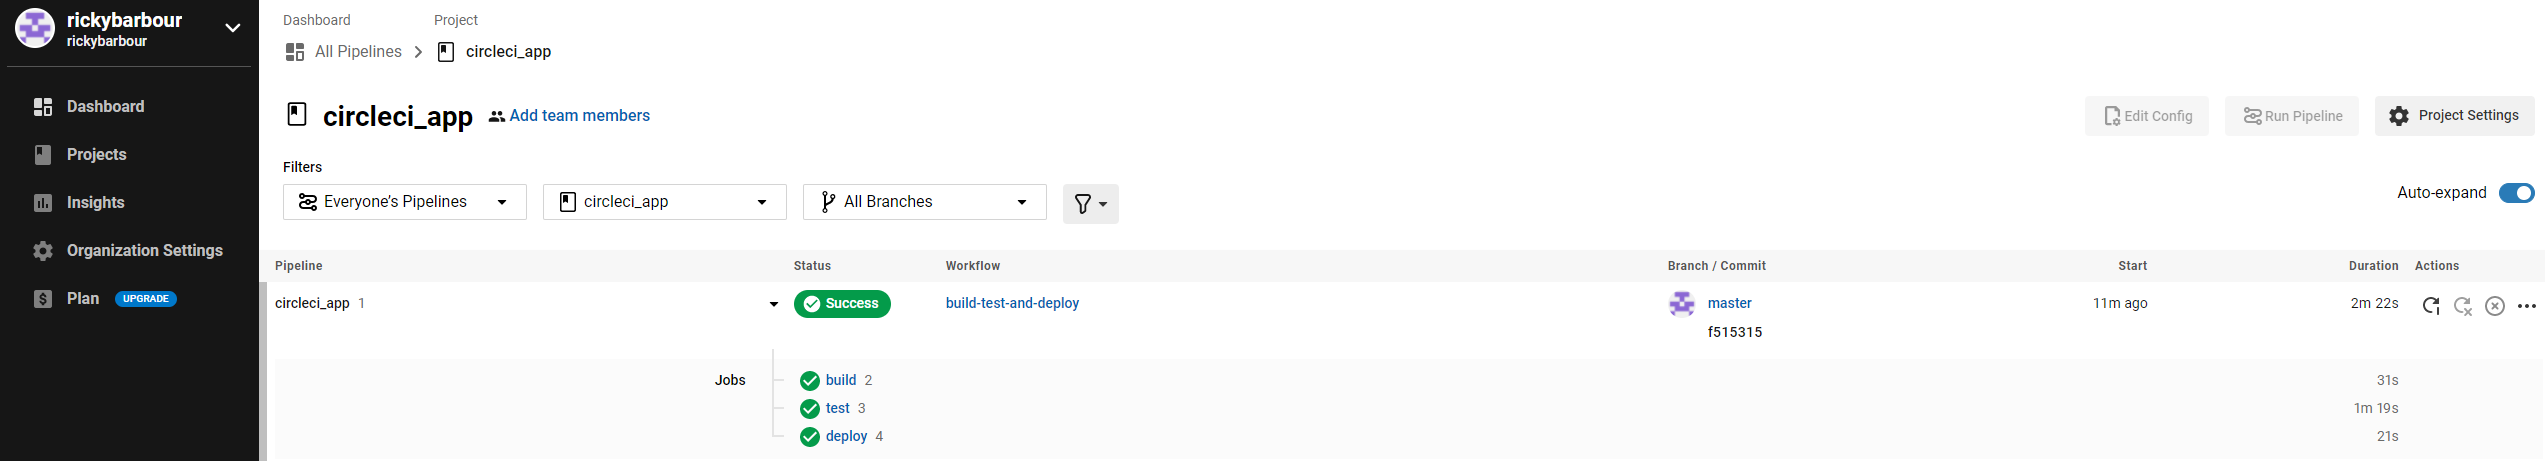 rickybarbour
rickybarbour
Dashboard
Projects
Insights
Organization Settings
Plan UPGRADE
Dashboard Project
All Pipelines circleci_app
circleci_app Add team members
Edit Config Run Pipeline Project Settings
Filters
Everyone's Pipelines circleci_app All Branches
Auto-expand
Pipeline Status Workflow Branch / Commit Start Duration Actions
circleci_app 1 Success build-test-and-deploy master 11m ago 2m 22s
f515315
Jobs build 2 31s
test 3 1m 19s
deploy 4 21s